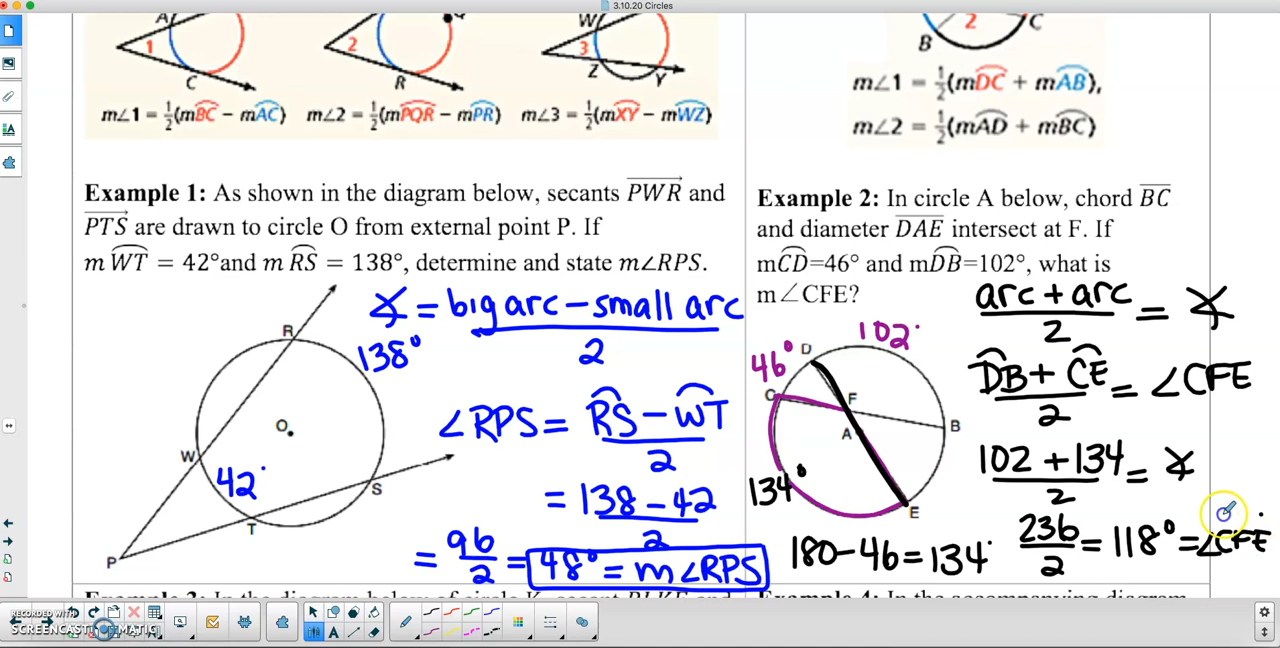 3.10.20 Circles
A
1
C
2
R
W
3
Z
Y
B
2
C
m∠1 = ½(mBC − mAC)
m∠2 = ½(mPQR − mPR)
m∠3 = ½(mXY − mWZ)
m∠1 = ½(mDC + mAB),
m∠2 = ½(mAD + mBC)
Example 1: As shown in the diagram below, secants PWR and
PTS are drawn to circle O from external point P. If
m WT = 42°and m RS = 138°, determine and state m∠RPS.
∡ = big arc – small arc
2
R
138°
O
W
42°
S
T
P
∠RPS = RS – WT
2
= 138 – 42
2
= 96/2 = 48° = m∠RPS
Example 2: In circle A below, chord BC
and diameter DAE intersect at F. If
mCD=46° and mDB=102°, what is
m∠CFE?
arc + arc = ∡
2
DB + CE = ∠CFE
2
102 + 134 = ∡
2
236/2 = 118° = ∠CFE
102°
46°
D
C
F
A
B
134°
E
180–46 = 134°
RECORDED WITH
SCREENCAST MATIC